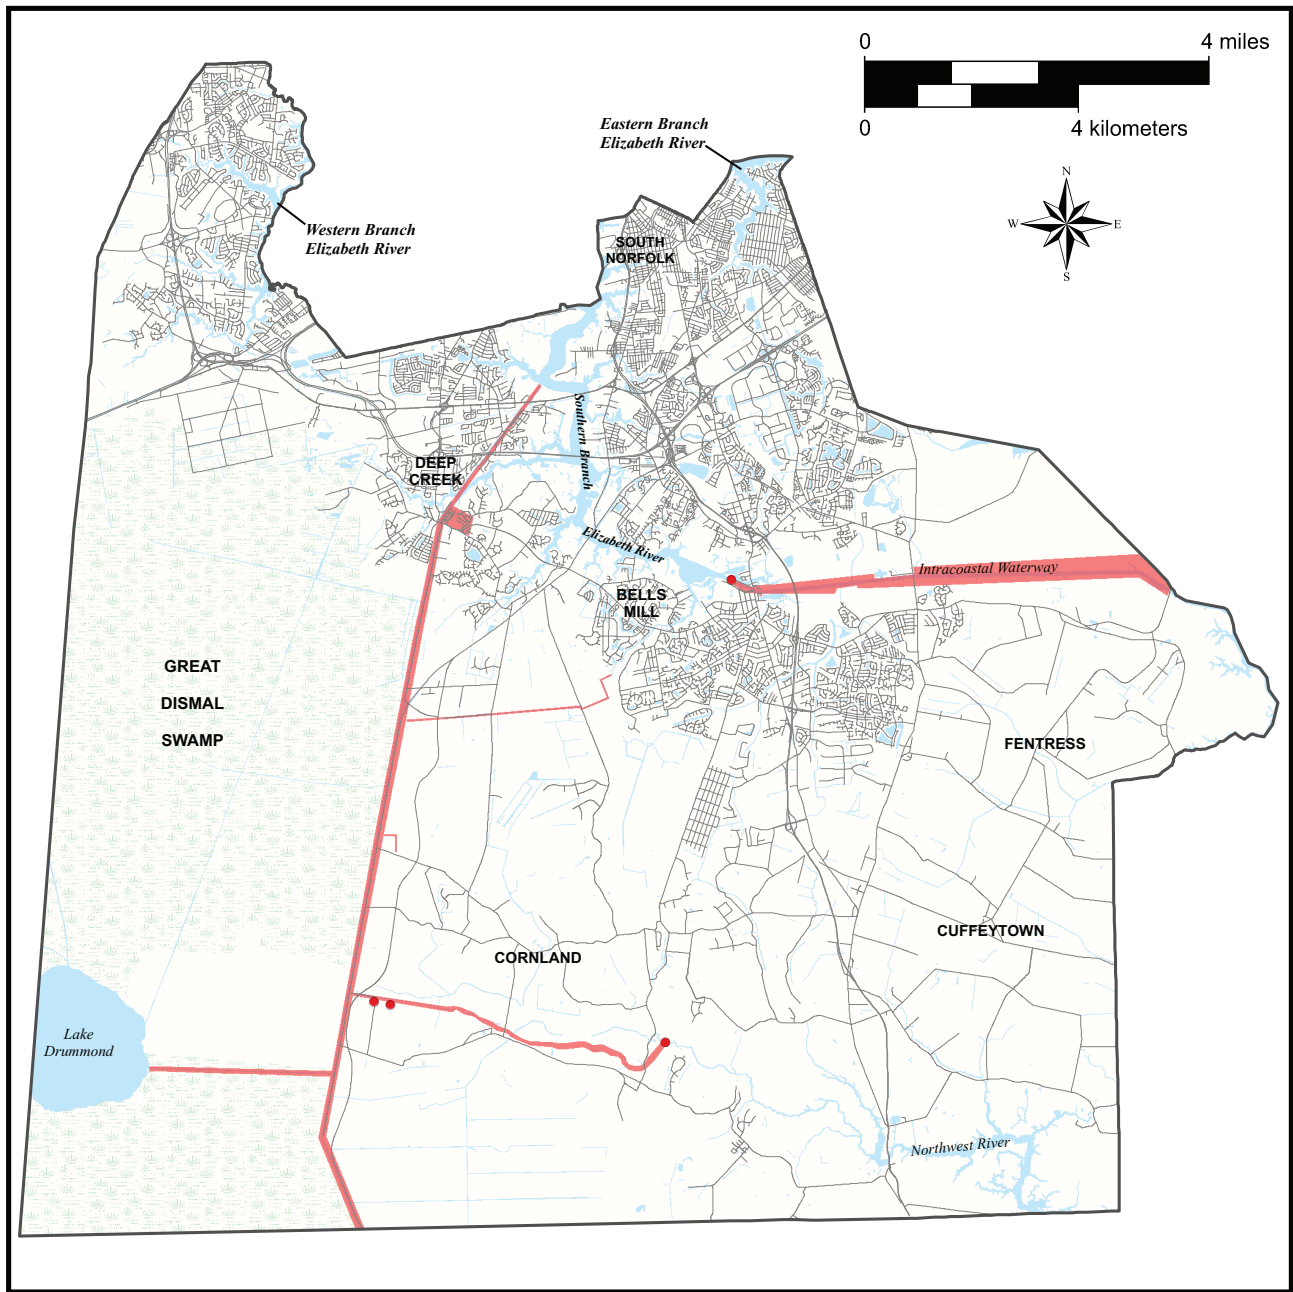 0
4 miles
0
4 kilometers
N
W
E
S
Eastern Branch
Elizabeth River
Western Branch
Elizabeth River
SOUTH
NORFOLK
Southern Branch
DEEP
CREEK
Elizabeth River
Intracoastal Waterway
BELLS
MILL
GREAT
DISMAL
SWAMP
FENTRESS
CUFFEYTOWN
CORNLAND
Lake
Drummond
Northwest River